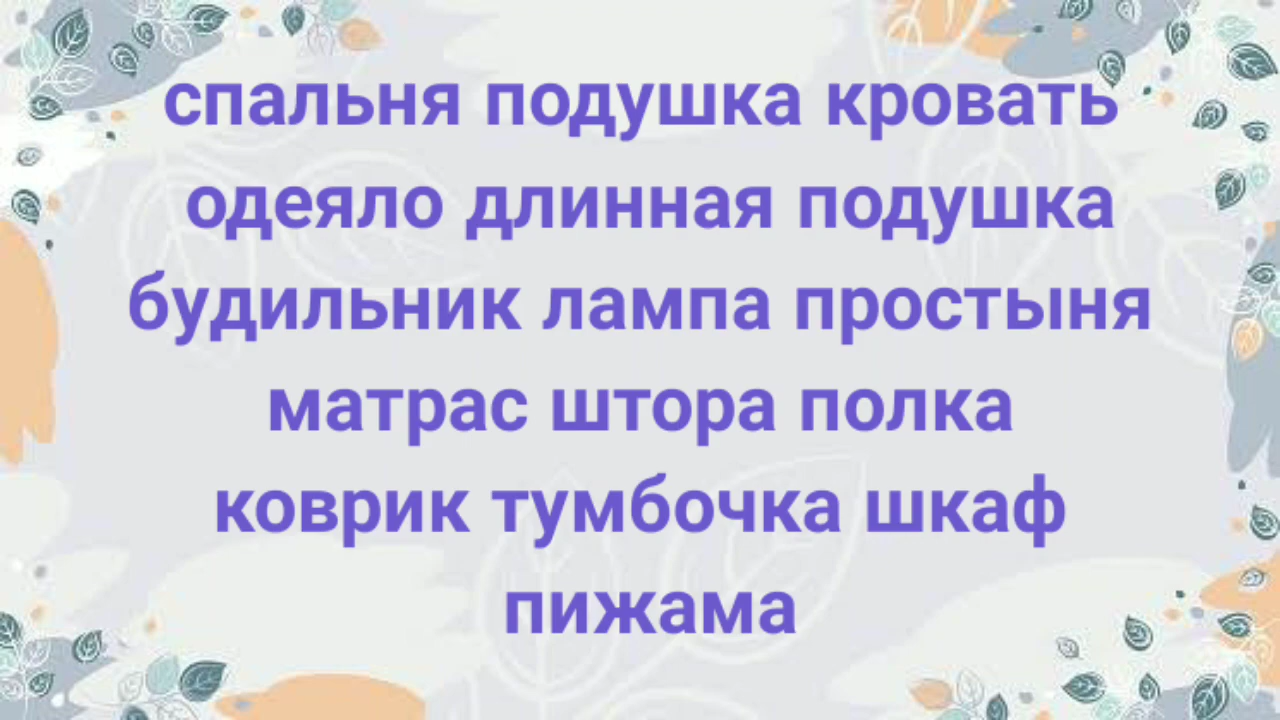 спальня подушка кровать
одеяло длинная подушка
будильник лампа простыня
матрас штора полка
коврик тумбочка шкаф
пижама